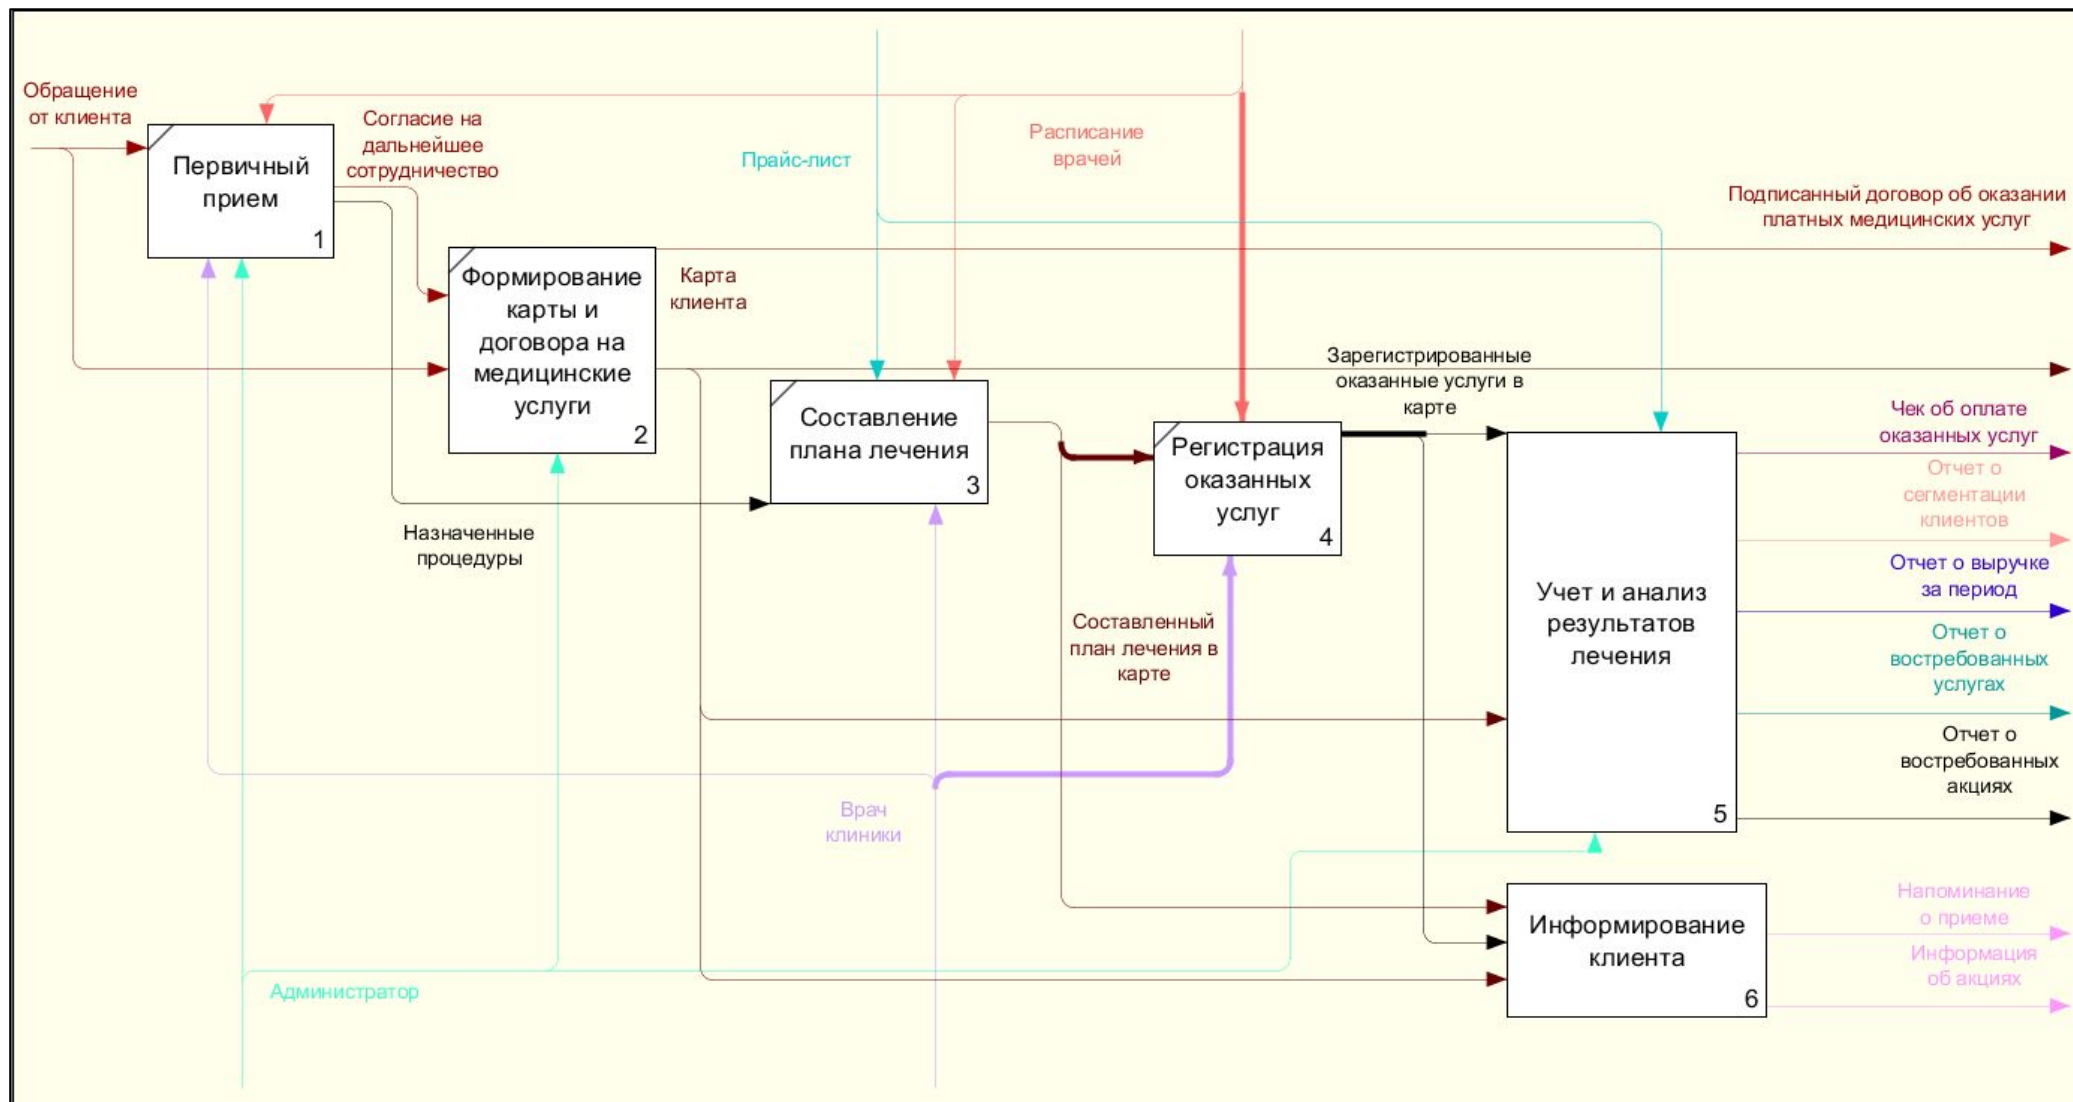 Обращение
от клиента
Первичный
прием
1
Согласие на
дальнейшее
сотрудничество
Формирование
карты и
договора на
медицинские
услуги
2
Назначенные
процедуры
Карта
клиента
Прайс-лист
Расписание
врачей
Составление
плана лечения
3
Регистрация
оказанных
услуг
4
Зарегистрированные
оказанные услуги в
карте
Составленный
план лечения в
карте
Врач
клиники
Администратор
Учет и анализ
результатов
лечения
5
Информирование
клиента
6
Подписанный договор об оказании
платных медицинских услуг
Чек об оплате
оказанных услуг
Отчет о
сегментации
клиентов
Отчет о выручке
за период
Отчет о
востребованных
услугах
Отчет о
востребованных
акциях
Напоминание
о приеме
Информация
об акциях